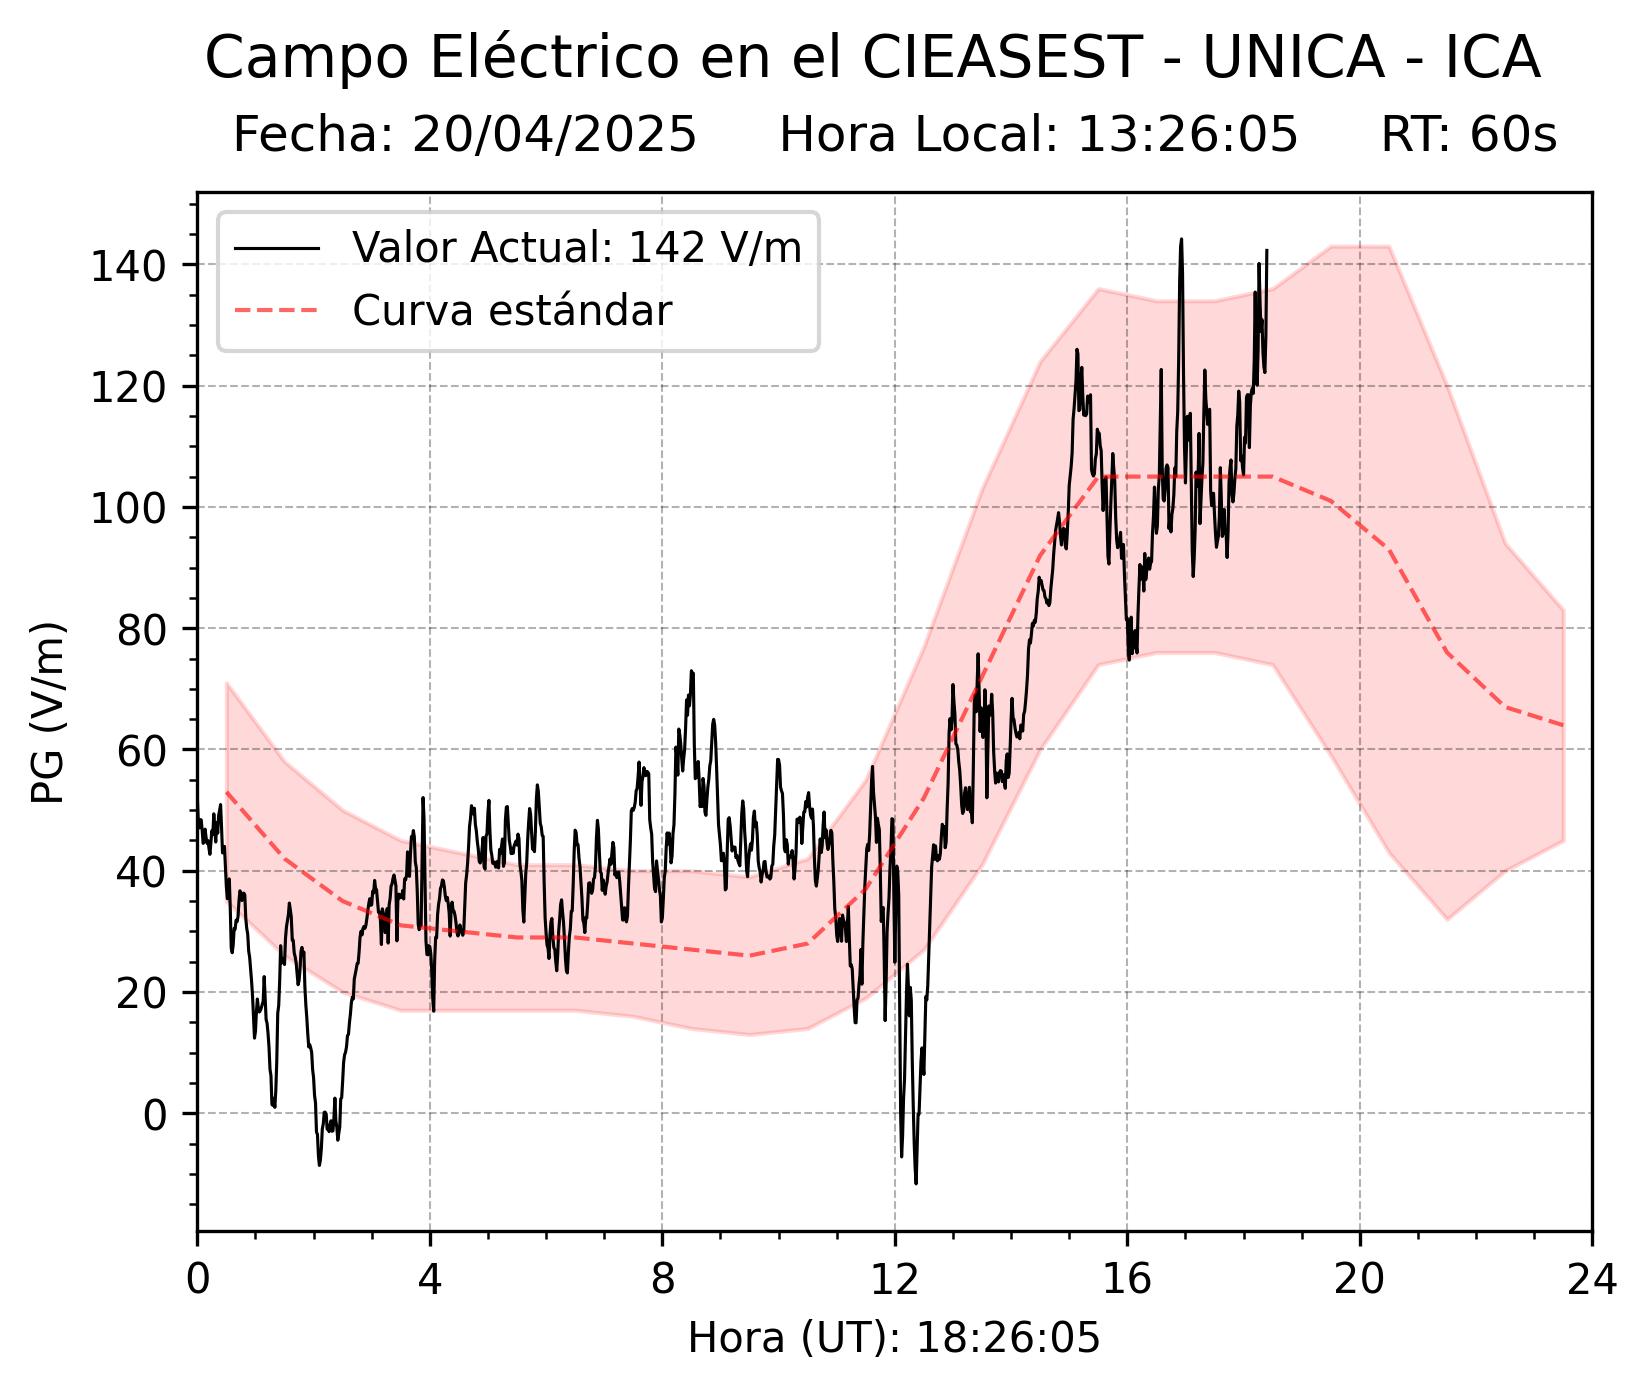 Campo Eléctrico en el CIEASEST - UNICA - ICA
Fecha: 20/04/2025 Hora Local: 13:26:05 RT: 60s
Valor Actual: 142 V/m
Curva estándar
140
120
100
80
60
40
20
0
PG (V/m)
0 4 8 12 16 20 24
Hora (UT): 18:26:05